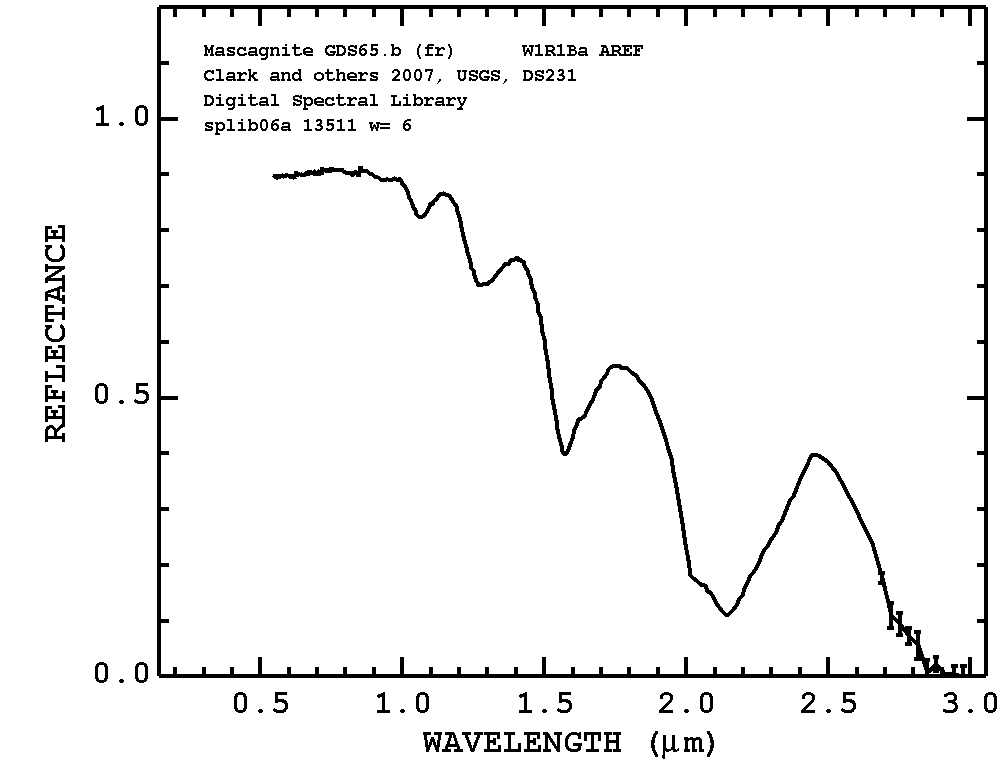 Mascagnite GDS65.b (fr) W1R1Ba AREF
Clark and others 2007, USGS, DS231
Digital Spectral Library
splib06a 13511 w= 6
1.0
0.5
0.0
REFLECTANCE
0.5 1.0 1.5 2.0 2.5 3.0
WAVELENGTH (μm)